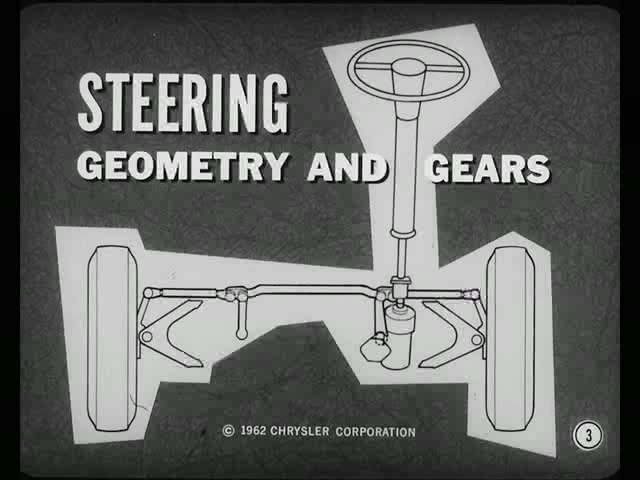 STEERING
GEOMETRY AND GEARS
© 1962 CHRYSLER CORPORATION
3